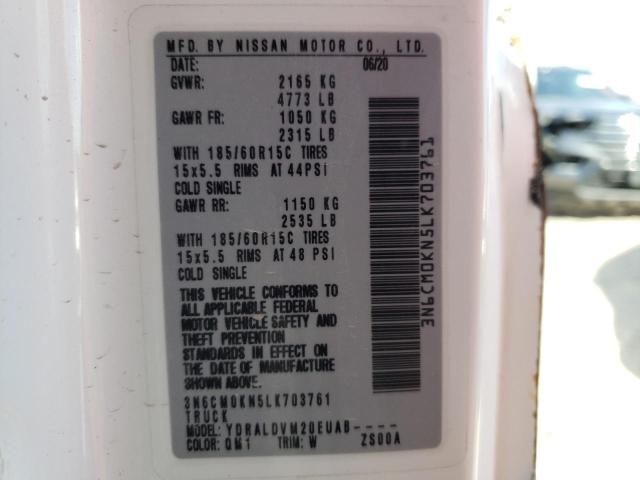 MFD. BY NISSAN MOTOR CO., LTD.
DATE: 06/20
GVWR: 2165 KG
4773 LB
GAWR FR: 1050 KG
2315 LB
WITH 185/60R15C TIRES
15x5.5 RIMS AT 44PSi
COLD SINGLE
GAWR RR: 1150 KG
2535 LB
WITH 185/60R15C TIRES
15x5.5 RIMS AT 48 PSI
COLD SINGLE
THIS VEHICLE CONFORMS TO
ALL APPLICABLE FEDERAL
MOTOR VEHICLE SAFETY AND
THEFT PREVENTION
STANDARDS IN EFFECT ON
THE DATE OF MANUFACTURE
SHOWN ABOVE.
3N6CM0KN5LK703761
TRUCK
MODEL: YDRALDVM20EUAB----
COLOR: QM1 TRIM: W ZS00A
3N6CM0KN5LK703761